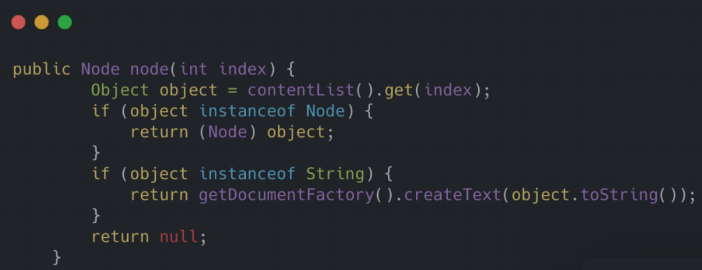 public Node node(int index) {
        Object object = contentList().get(index);
        if (object instanceof Node) {
            return (Node) object;
        }
        if (object instanceof String) {
            return getDocumentFactory().createText(object.toString());
        }
        return null;
    }